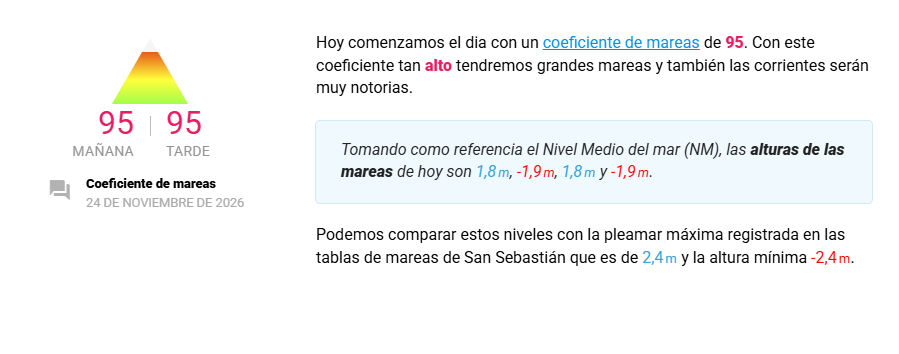 95 | 95
MAÑANA TARDE
Coeficiente de mareas
24 DE NOVIEMBRE DE 2026
Hoy comenzamos el dia con un coeficiente de mareas de 95. Con este
coeficiente tan alto tendremos grandes mareas y también las corrientes serán
muy notorias.
Tomando como referencia el Nivel Medio del mar (NM), las alturas de las
mareas de hoy son 1,8 m, -1,9 m, 1,8 m y -1,9 m.
Podemos comparar estos niveles con la pleamar máxima registrada en las
tablas de mareas de San Sebastián que es de 2,4 m y la altura mínima -2,4 m.